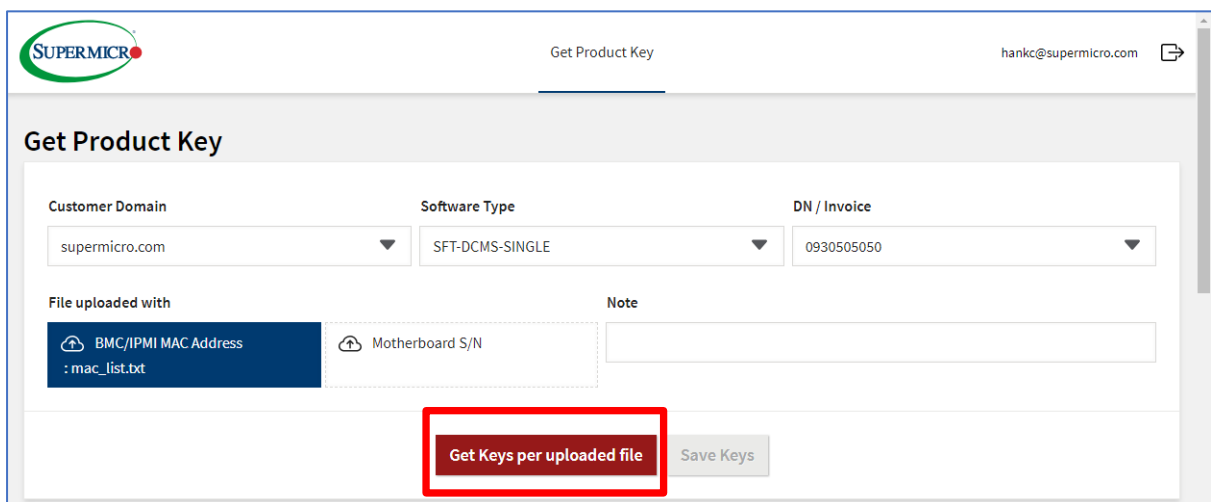 SUPERMICR
Get Product Key
hankc@supermicro.com
Get Product Key
Customer Domain
Software Type
DN / Invoice
supermicro.com
SFT-DCMS-SINGLE
0930505050
File uploaded with
Note
BMC/IPMI MAC Address
: mac_list.txt
Motherboard S/N
Get Keys per uploaded file
Save Keys